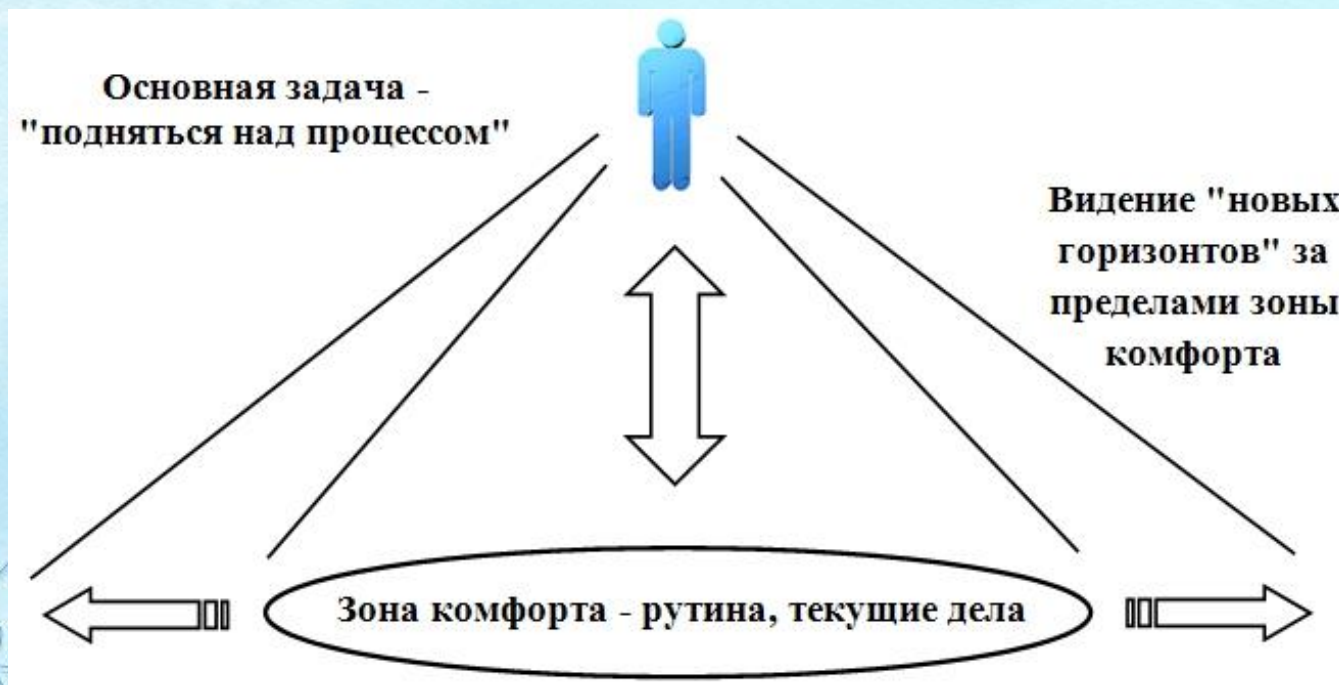 Основная задача -
"подняться над процессом"
Видение "новых
горизонтов" за
пределами зоны
комфорта
Зона комфорта - рутина, текущие дела